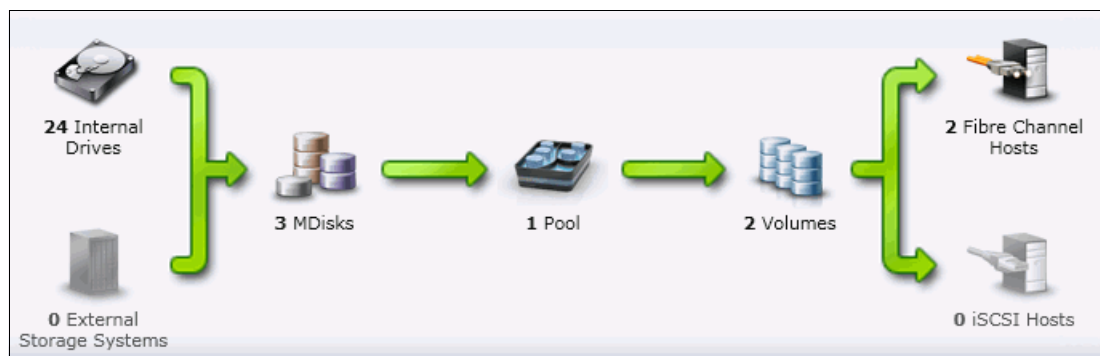 24 Internal
Drives
0 External
Storage Systems
3 MDisks
1 Pool
2 Volumes
2 Fibre Channel
Hosts
0 iSCSI Hosts